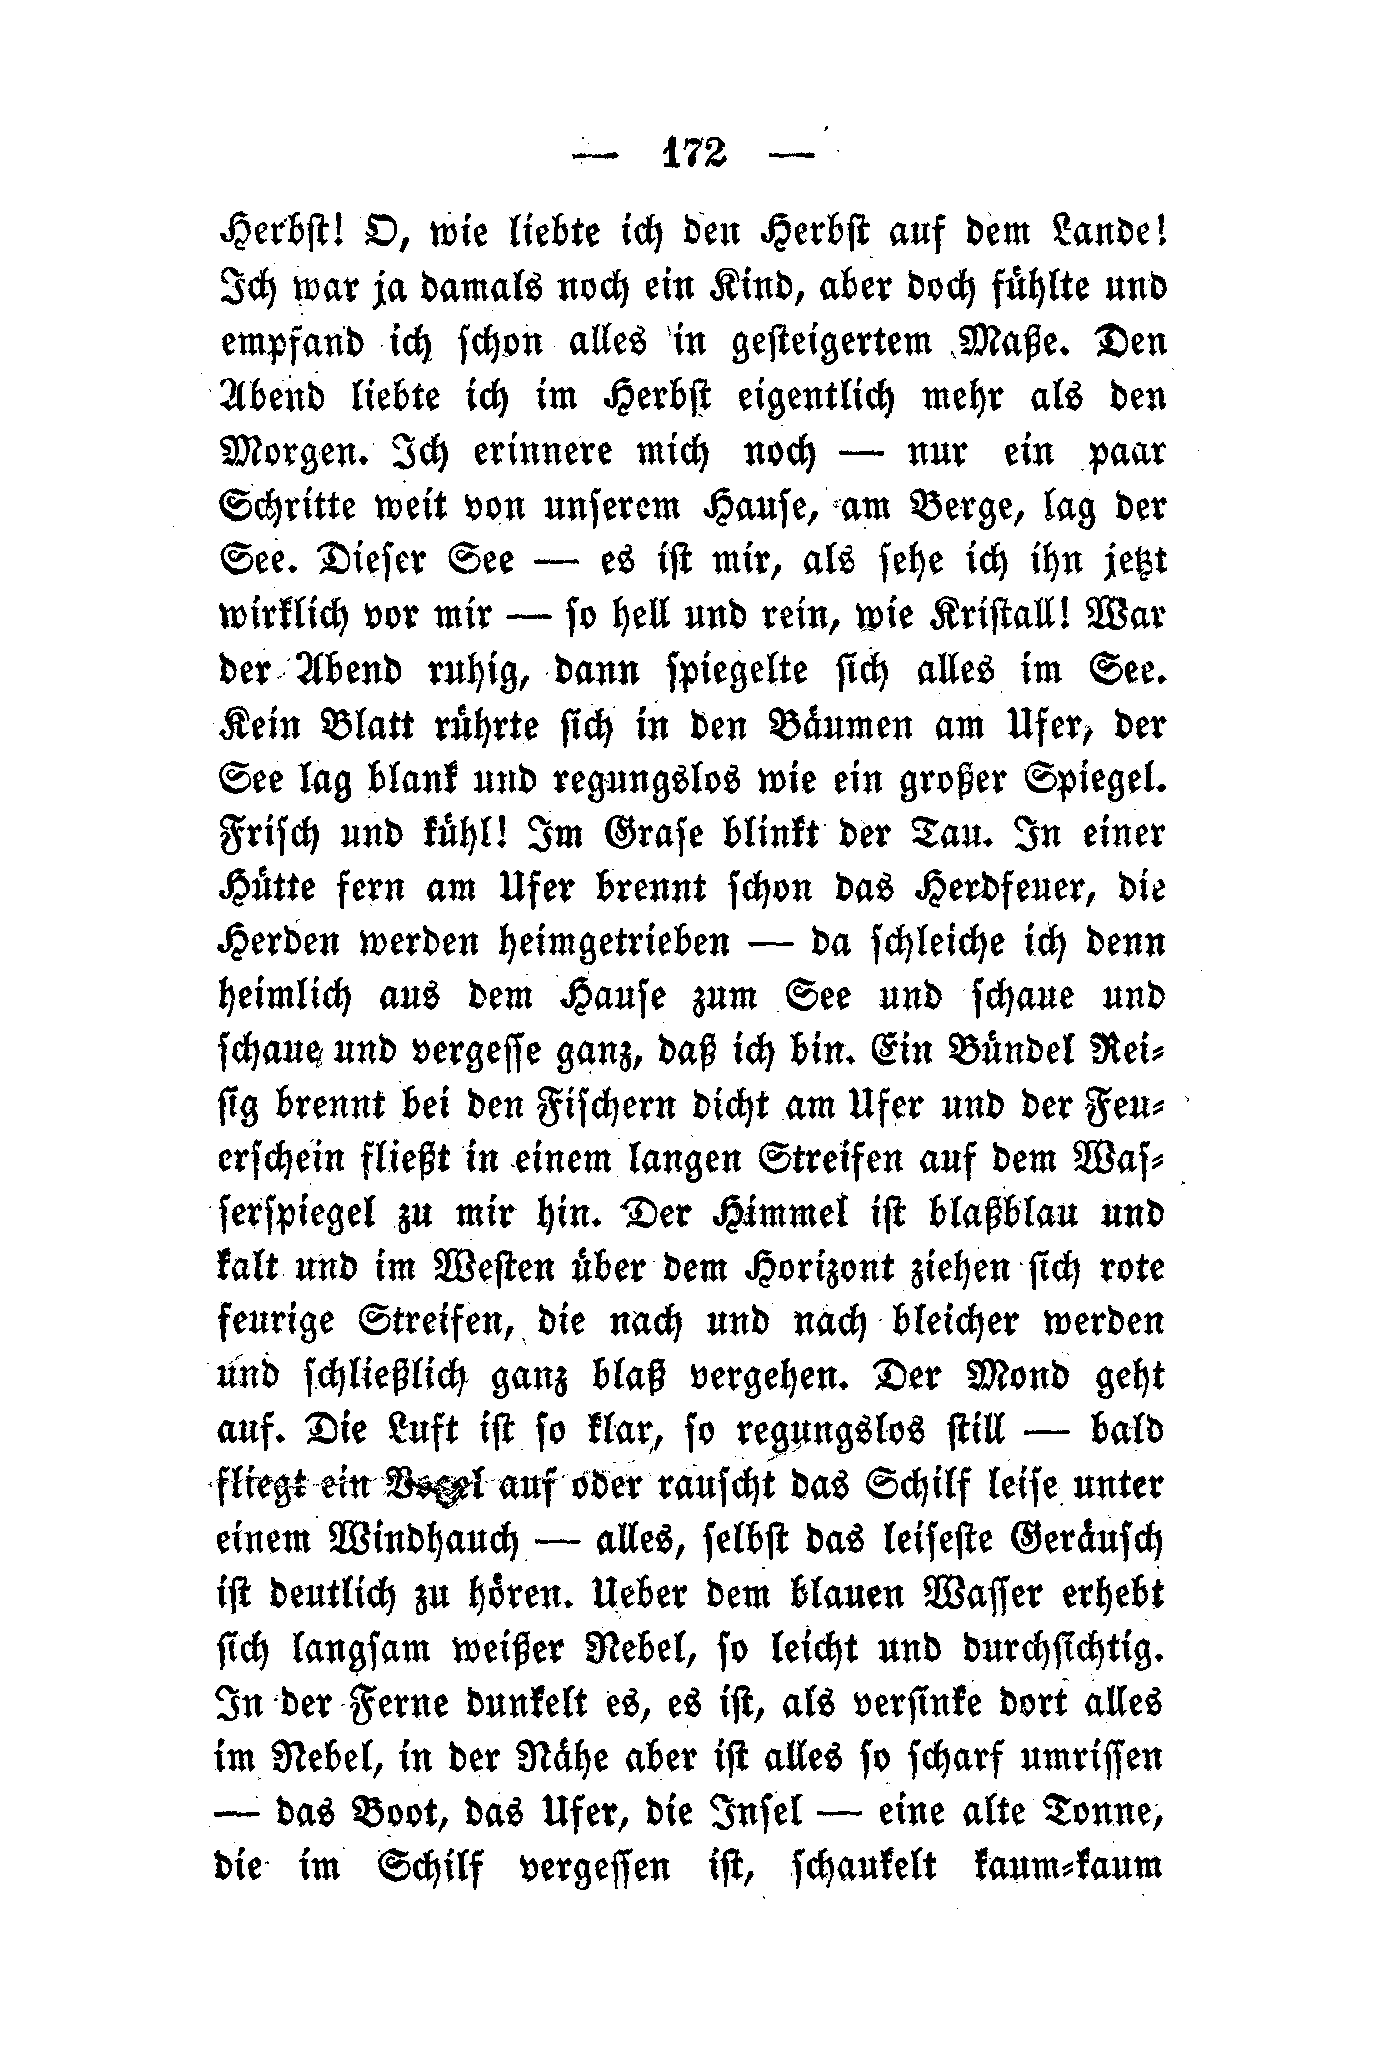 — 172 —
Herbst! O, wie liebte ich den Herbst auf dem Lande!
Ich war ja damals noch ein Kind, aber doch fühlte und
empfand ich schon alles in gesteigertem Maße. Den
Abend liebte ich im Herbst eigentlich mehr als den
Morgen. Ich erinnere mich noch — nur ein paar
Schritte weit von unserem Hause, am Berge, lag der
See. Dieser See — es ist mir, als sehe ich ihn jetzt
wirklich vor mir — so hell und rein, wie Kristall! War
der Abend ruhig, dann spiegelte sich alles im See.
Kein Blatt rührte sich in den Bäumen am Ufer, der
See lag blank und regungslos wie ein großer Spiegel.
Frisch und kühl! Im Grase blinkt der Tau. In einer
Hütte fern am Ufer brennt schon das Herdfeuer, die
Herden werden heimgetrieben — da schleiche ich denn
heimlich aus dem Hause zum See und schaue und
schaue und vergesse ganz, daß ich bin. Ein Bündel Rei-
sig brennt bei den Fischern dicht am Ufer und der Feu-
erschein fließt in einem langen Streifen auf dem Was-
serspiegel zu mir hin. Der Himmel ist blaßblau und
kalt und im Westen über dem Horizont ziehen sich rote
feurige Streifen, die nach und nach bleicher werden
und schließlich ganz blaß vergehen. Der Mond geht
auf. Die Luft ist so klar, so regungslos still — bald
fliegt ein Vogel auf oder rauscht das Schilf leise unter
einem Windhauch — alles, selbst das leiseste Geräusch
ist deutlich zu hören. Ueber dem blauen Wasser erhebt
sich langsam weißer Nebel, so leicht und durchsichtig.
In der Ferne dunkelt es, es ist, als versinke dort alles
im Nebel, in der Nähe aber ist alles so scharf umrissen
— das Boot, das Ufer, die Insel — eine alte Tonne,
die im Schilf vergessen ist, schaukelt kaum-kaum